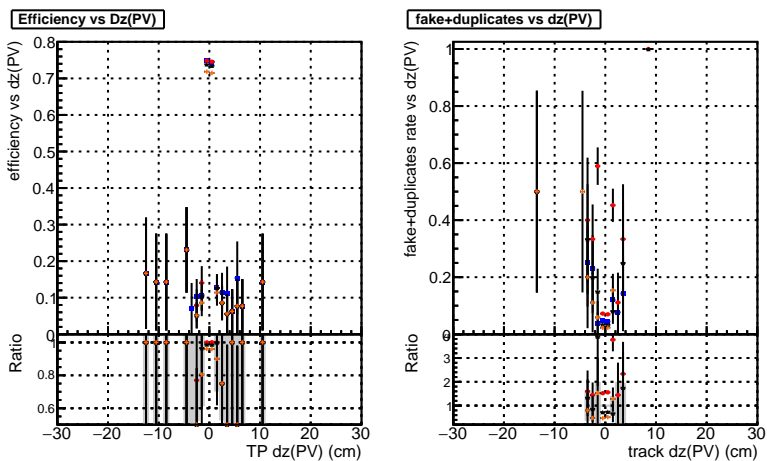 Efficiency vs Dz(PV)
efficiency vs dz(PV)
0.8
0.7
0.6
0.5
0.4
0.3
0.2
0.1
0
Ratio
1
0.8
0.6
−30 −20 −10 0 10 20 30
TP dz(PV) (cm)
fake+duplicates vs dz(PV)
fake+duplicates rate vs dz(PV)
1
0.8
0.6
0.4
0.2
0
Ratio
3
2
1
−30 −20 −10 0 10 20 30
track dz(PV) (cm)